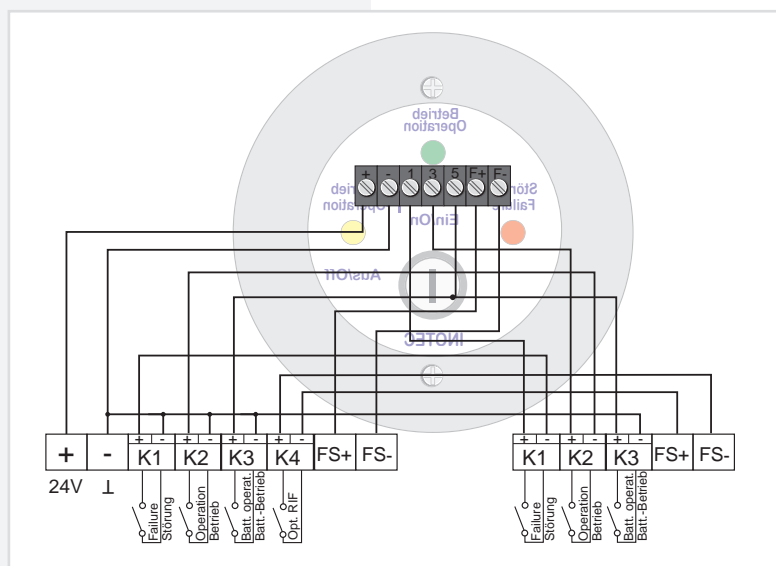 Betrieb
Operation
+ - 1 3 5 F+ F-
Betrieb
Operation
Störung
Failure
Ein/On
Aus/Off
INOTEC
+ - + - + - + -
+ - K1 K2 K3 K4 FS+ FS-
24V ⊥
Failure
Störung
Operation
Betrieb
Batt. operat.
Batt.-Betrieb
Opt. RIF
+ - + - + -
K1 K2 K3 FS+ FS-
Failure
Störung
Operation
Betrieb
Batt. operat.
Batt.-Betrieb